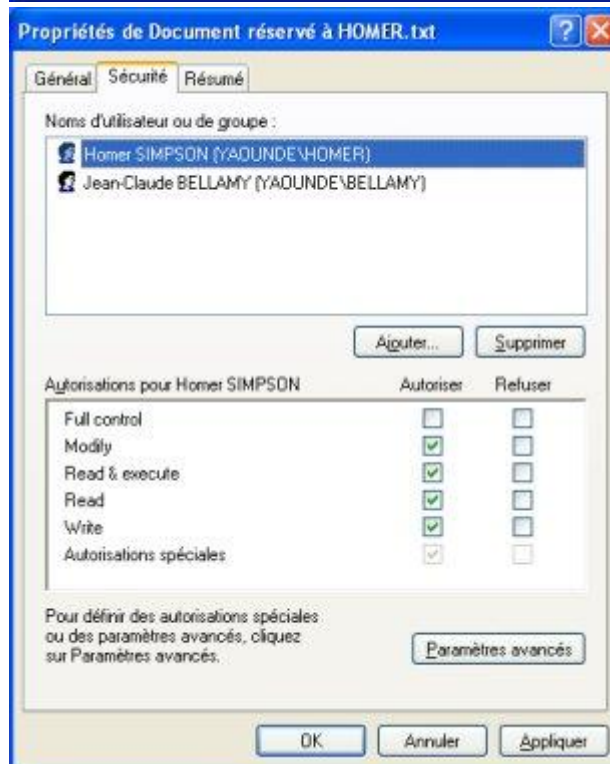 Propriétés de Document réservé à HOMER.txt
Général Sécurité Résumé
Noms d'utilisateur ou de groupe :
Homer SIMPSON (YAOUNDE\HOMER)
Jean-Claude BELLAMY (YAOUNDE\BELLAMY)
Ajouter... Supprimer
Autorisations pour Homer SIMPSON Autoriser Refuser
Full control
Modify
Read & execute
Read
Write
Autorisations spéciales
Pour définir des autorisations spéciales
ou des paramètres avancés, cliquez
sur Paramètres avancés.
Paramètres avancés
OK Annuler Appliquer